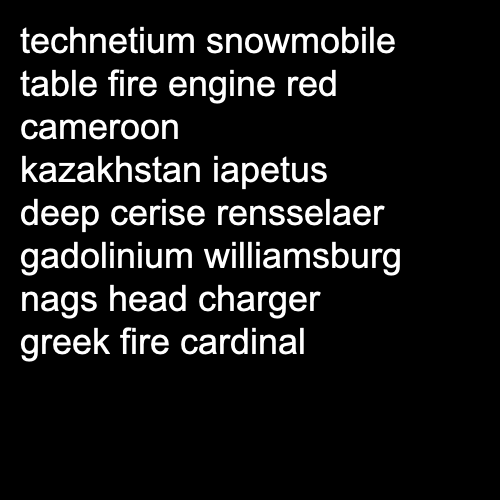 technetium snowmobile
table fire engine red
cameroon
kazakhstan iapetus
deep cerise rensselaer
gadolinium williamsburg
nags head charger
greek fire cardinal